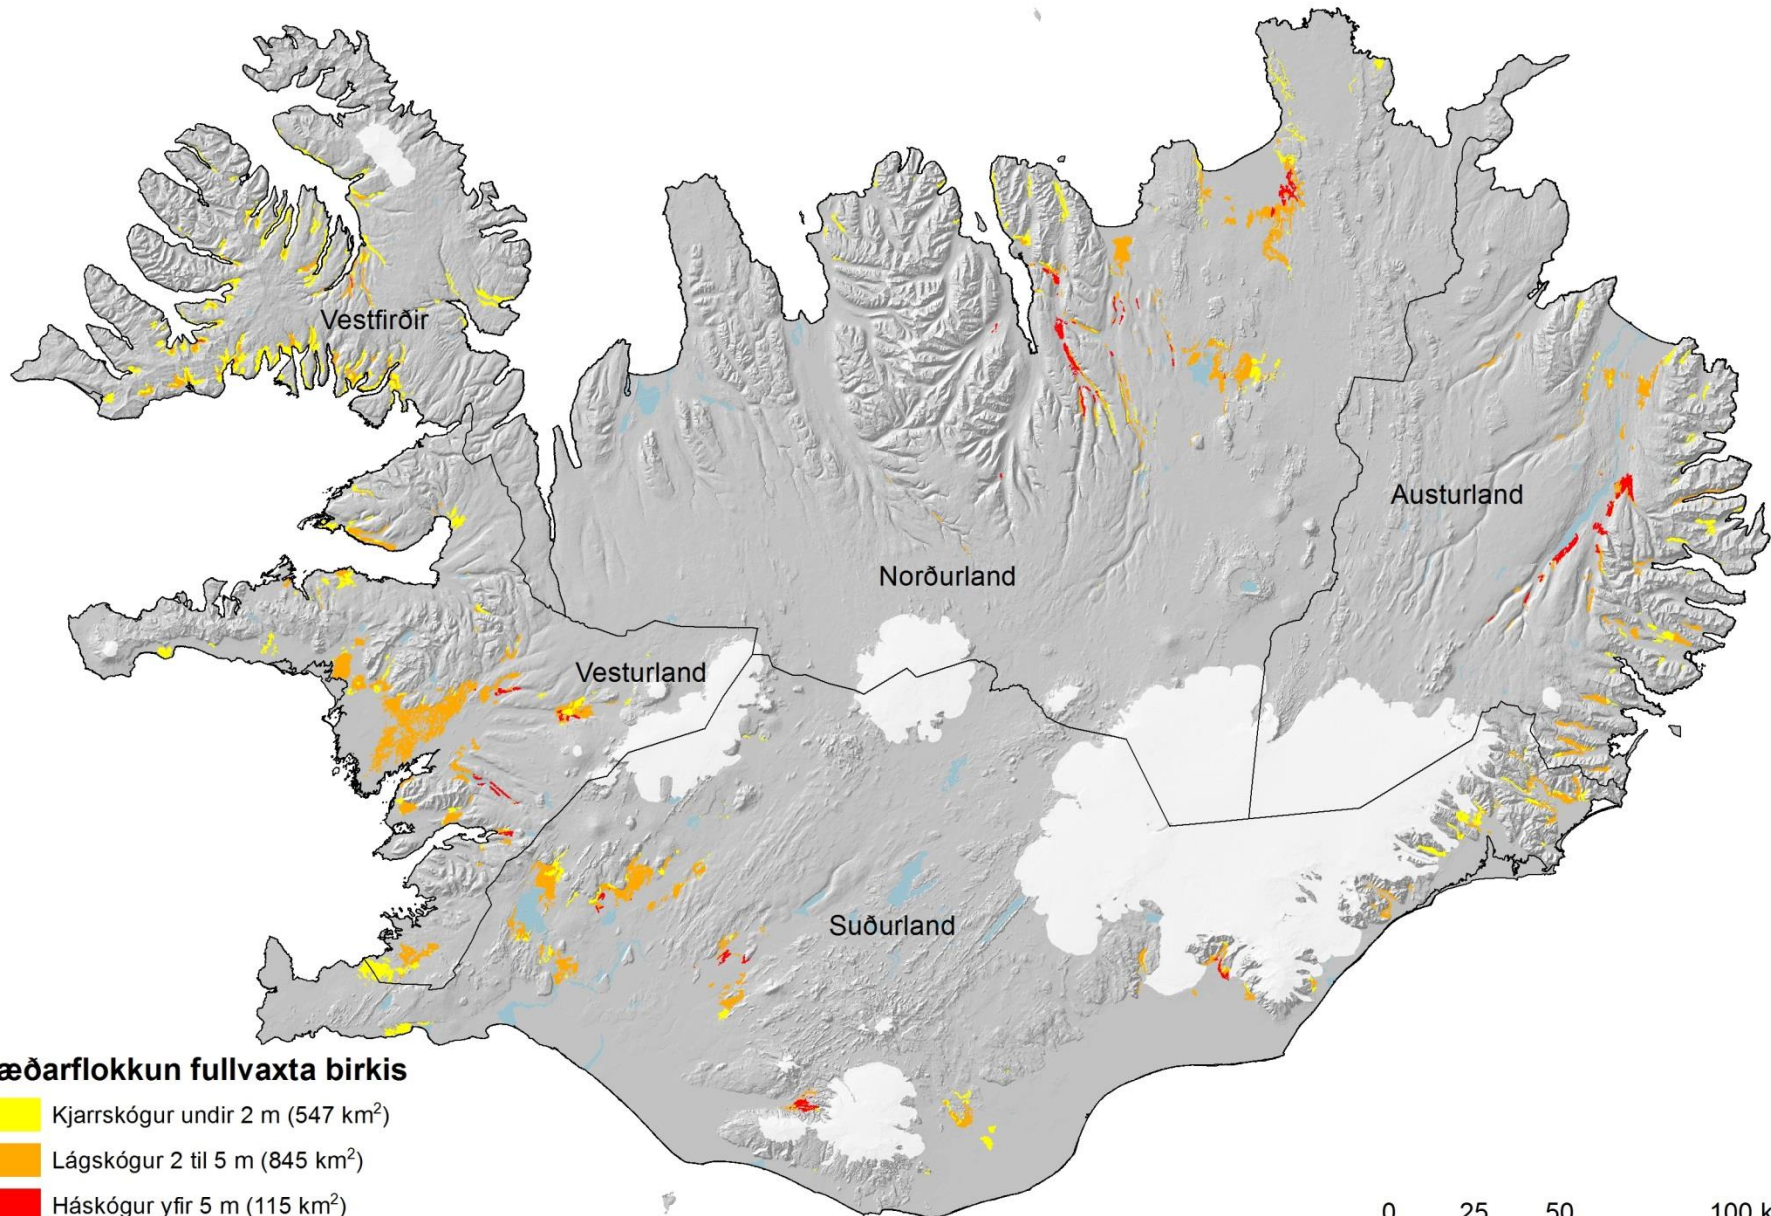 Vestfirðir
Austurland
Norðurland
Vesturland
Suðurland
æðarflokkun fullvaxta birkis
Kjarrskógur undir 2 m (547 km²)
Lágskógur 2 til 5 m (845 km²)
Háskógur yfir 5 m (115 km²)
0 25 50 100 k